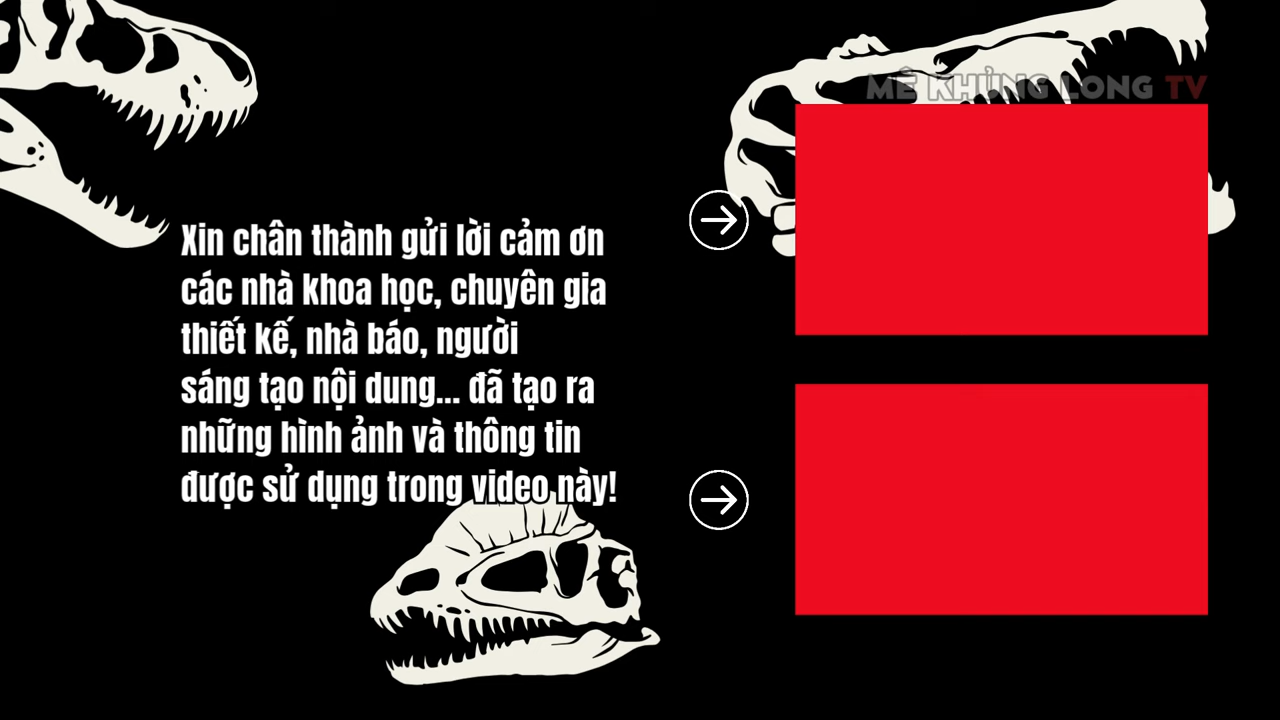 MÊ KHỦNG LONG TV
Xin chân thành gửi lời cảm ơn
các nhà khoa học, chuyên gia
thiết kế, nhà báo, người
sáng tạo nội dung... đã tạo ra
những hình ảnh và thông tin
được sử dụng trong video này!